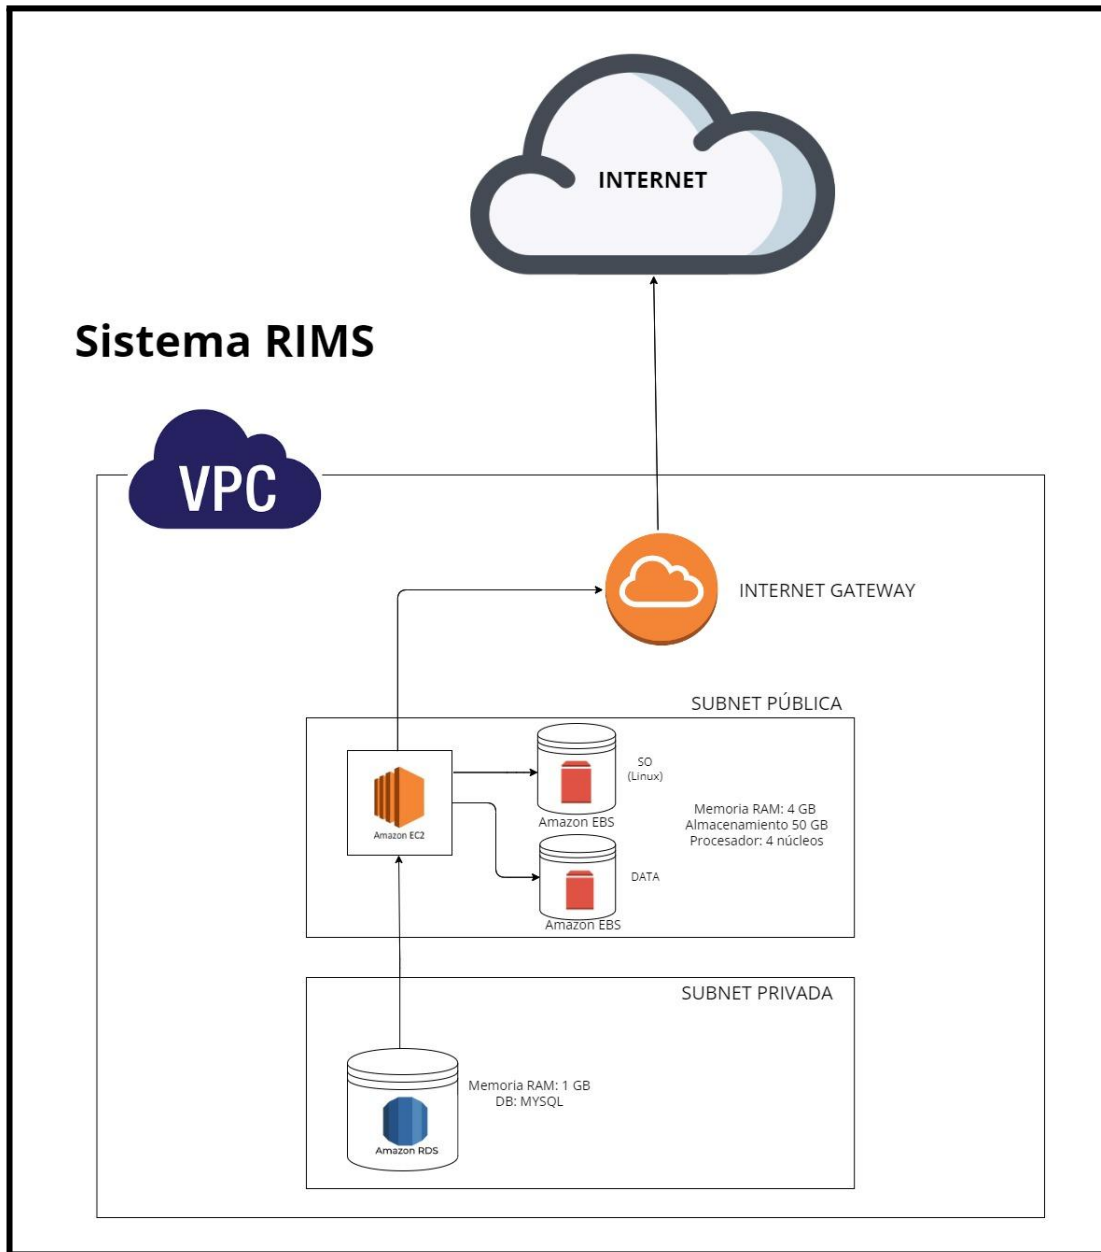 INTERNET
Sistema RIMS
VPC
INTERNET GATEWAY
SUBNET PÚBLICA
SO
(Linux)
Amazon EC2
Amazon EBS
Memoria RAM: 4 GB
Almacenamiento 50 GB
Procesador: 4 núcleos
DATA
Amazon EBS
SUBNET PRIVADA
Memoria RAM: 1 GB
DB: MYSQL
Amazon RDS